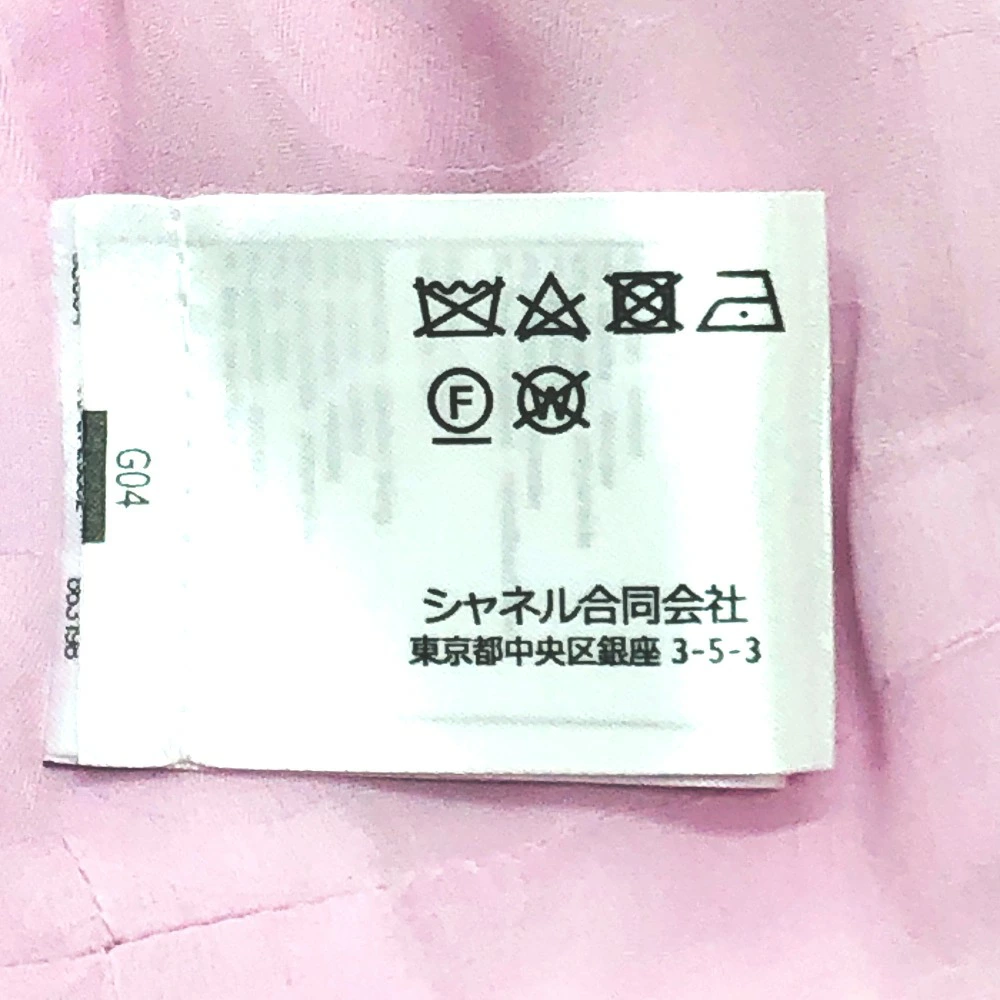 F W
シャネル合同会社
東京都中央区銀座 3-5-3
G04